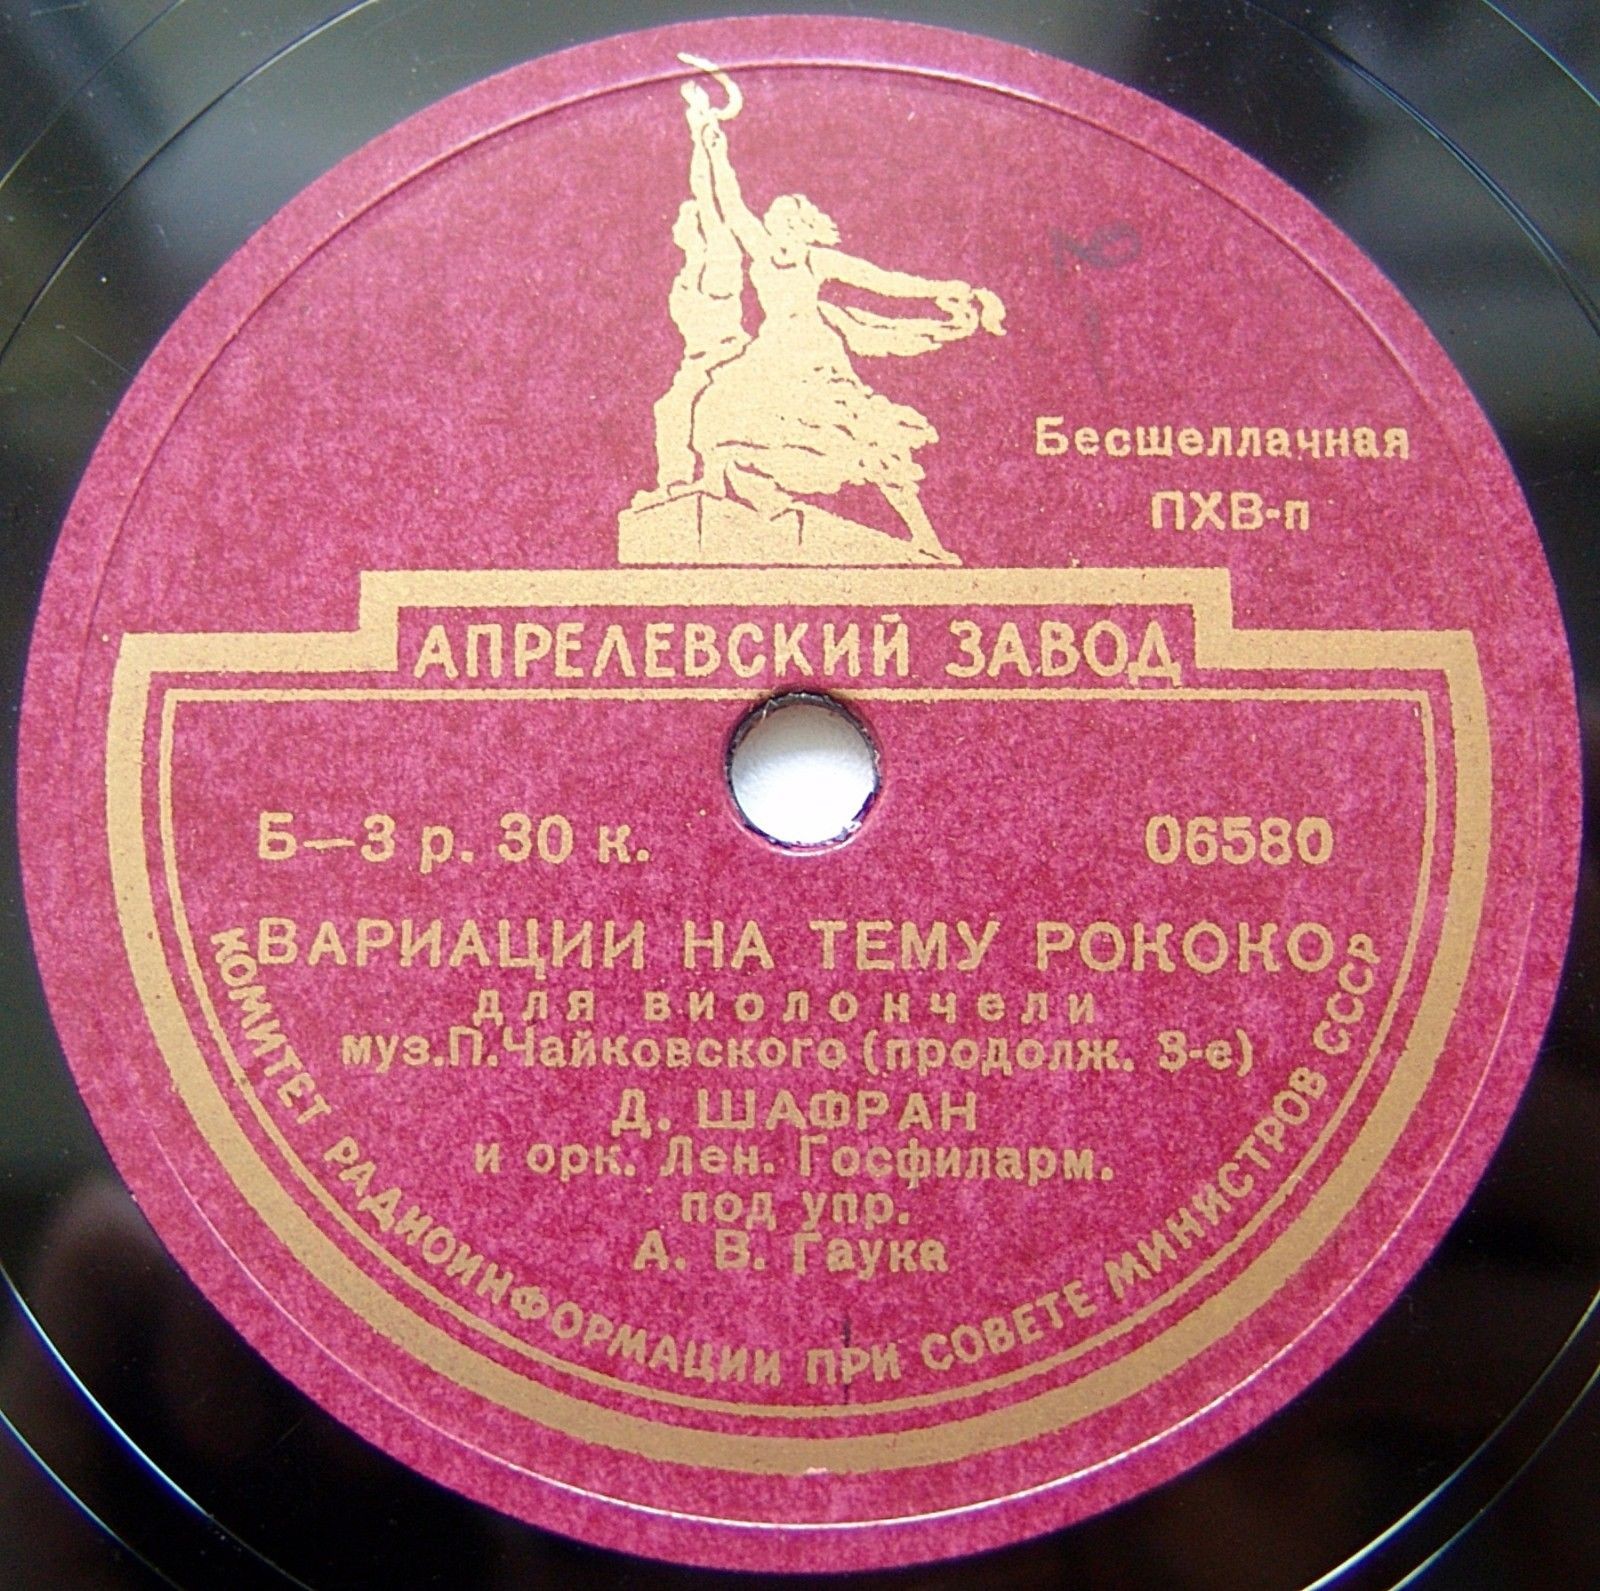 Бесшеллачная
ПХВ-п
АПРЕЛЕВСКИЙ ЗАВОД
Б—3 р. 30 к.
06580
ВАРИАЦИИ НА ТЕМУ РОКОКО
для виолончели
муз.П.Чайковского (продолж. 3-е)
Д. ШАФРАН
и орк. Лен. Госфиларм.
под упр.
А. В. Гаука
КОМИТЕТ РАДИОИНФОРМАЦИИ ПРИ СОВЕТЕ МИНИСТРОВ СССР